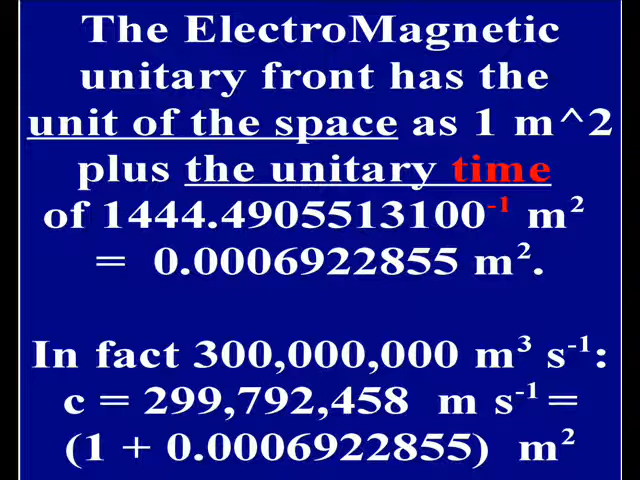 The ElectroMagnetic
unitary front has the
unit of the space as 1 m^2
plus the unitary time
of 1444.4905513100⁻¹ m²
= 0.0006922855 m².
In fact 300,000,000 m³ s⁻¹:
c = 299,792,458 m s⁻¹ =
(1 + 0.0006922855) m²